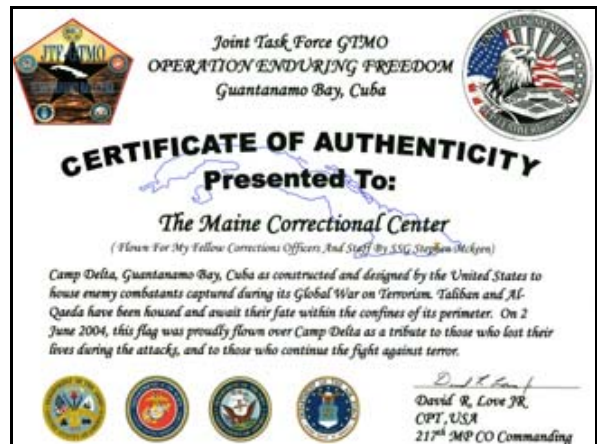 JTF GTMO
Joint Task Force GTMO
OPERATION ENDURING FREEDOM
Guantanamo Bay, Cuba
UNITED IN MEMORY
CERTIFICATE OF AUTHENTICITY
Presented To:
The Maine Correctional Center
( Flown For My Fellow Corrections Officers And Staff By SSG Stephen Mckeen)
Camp Delta, Guantanamo Bay, Cuba as constructed and designed by the United States to
house enemy combatants captured during its Global War on Terrorism. Taliban and Al-
Qaeda have been housed and await their fate within the confines of its perimeter. On 2
June 2004, this flag was proudly flown over Camp Delta as a tribute to those who lost their
lives during the attacks, and to those who continue the fight against terror.
David R. Love JR.
CPT, USA
217th MP CO Commanding